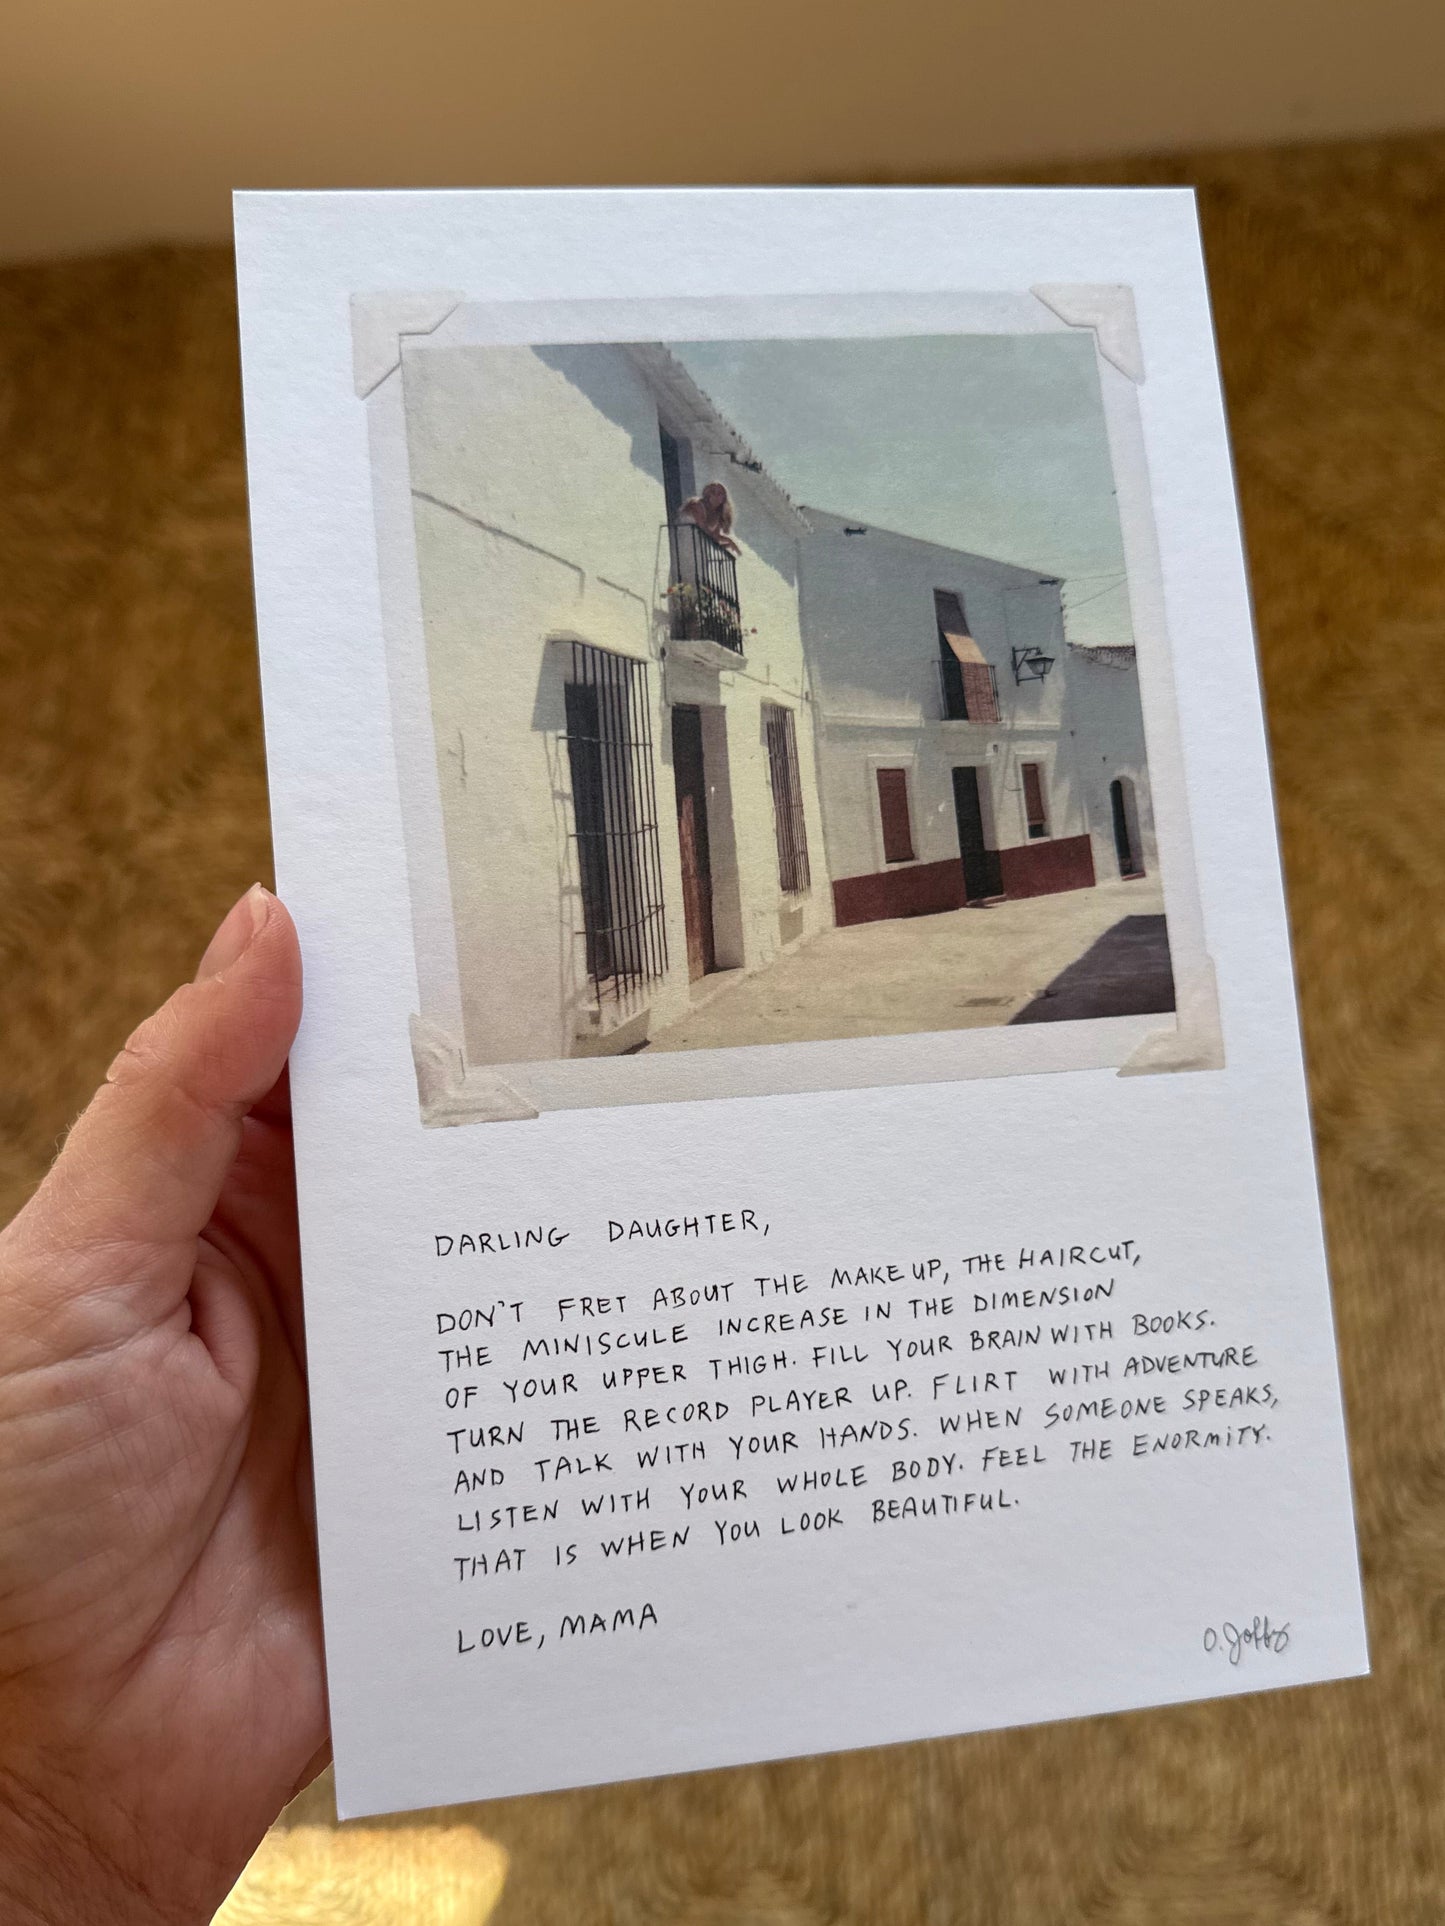 DARLING DAUGHTER,
DON'T FRET ABOUT THE MAKEUP, THE HAIRCUT,
THE MINISCULE INCREASE IN THE DIMENSION
OF YOUR UPPER THIGH. FILL YOUR BRAIN WITH BOOKS.
TURN THE RECORD PLAYER UP. FLIRT WITH ADVENTURE
AND TALK WITH YOUR HANDS. WHEN SOMEONE SPEAKS,
LISTEN WITH YOUR WHOLE BODY. FEEL THE ENORMITY.
THAT IS WHEN YOU LOOK BEAUTIFUL.
LOVE, MAMA
O. Joffe